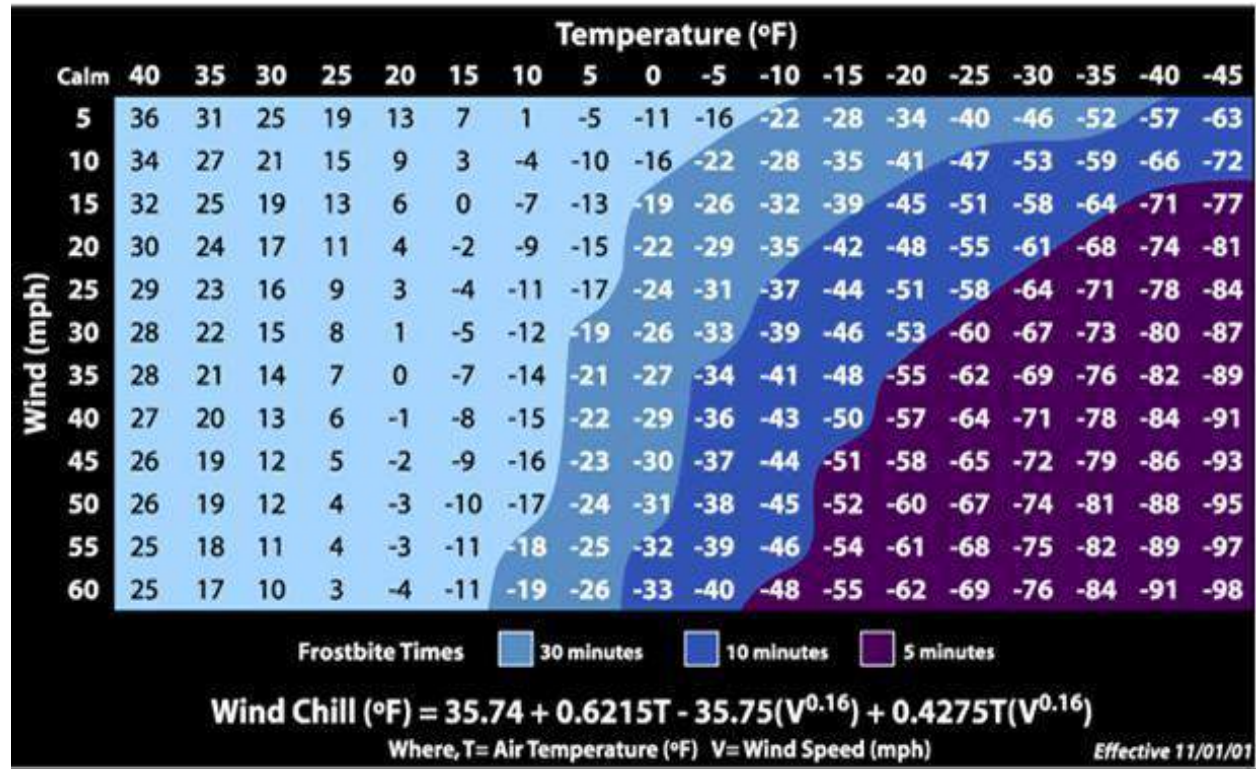 Temperature (ºF)
Calm 40 35 30 25 20 15 10 5 0 -5 -10 -15 -20 -25 -30 -35 -40 -45
5 36 31 25 19 13 7 1 -5 -11 -16 -22 -28 -34 -40 -46 -52 -57 -63
10 34 27 21 15 9 3 -4 -10 -16 -22 -28 -35 -41 -47 -53 -59 -66 -72
15 32 25 19 13 6 0 -7 -13 -19 -26 -32 -39 -45 -51 -58 -64 -71 -77
20 30 24 17 11 4 -2 -9 -15 -22 -29 -35 -42 -48 -55 -61 -68 -74 -81
25 29 23 16 9 3 -4 -11 -17 -24 -31 -37 -44 -51 -58 -64 -71 -78 -84
30 28 22 15 8 1 -5 -12 -19 -26 -33 -39 -46 -53 -60 -67 -73 -80 -87
35 28 21 14 7 0 -7 -14 -21 -27 -34 -41 -48 -55 -62 -69 -76 -82 -89
40 27 20 13 6 -1 -8 -15 -22 -29 -36 -43 -50 -57 -64 -71 -78 -84 -91
45 26 19 12 5 -2 -9 -16 -23 -30 -37 -44 -51 -58 -65 -72 -79 -86 -93
50 26 19 12 4 -3 -10 -17 -24 -31 -38 -45 -52 -60 -67 -74 -81 -88 -95
55 25 18 11 4 -3 -11 -18 -25 -32 -39 -46 -54 -61 -68 -75 -82 -89 -97
60 25 17 10 3 -4 -11 -19 -26 -33 -40 -48 -55 -62 -69 -76 -84 -91 -98
Wind (mph)
Frostbite Times 30 minutes 10 minutes 5 minutes
Wind Chill (ºF) = 35.74 + 0.6215T - 35.75(V^0.16) + 0.4275T(V^0.16)
Where, T= Air Temperature (ºF) V= Wind Speed (mph) Effective 11/01/01